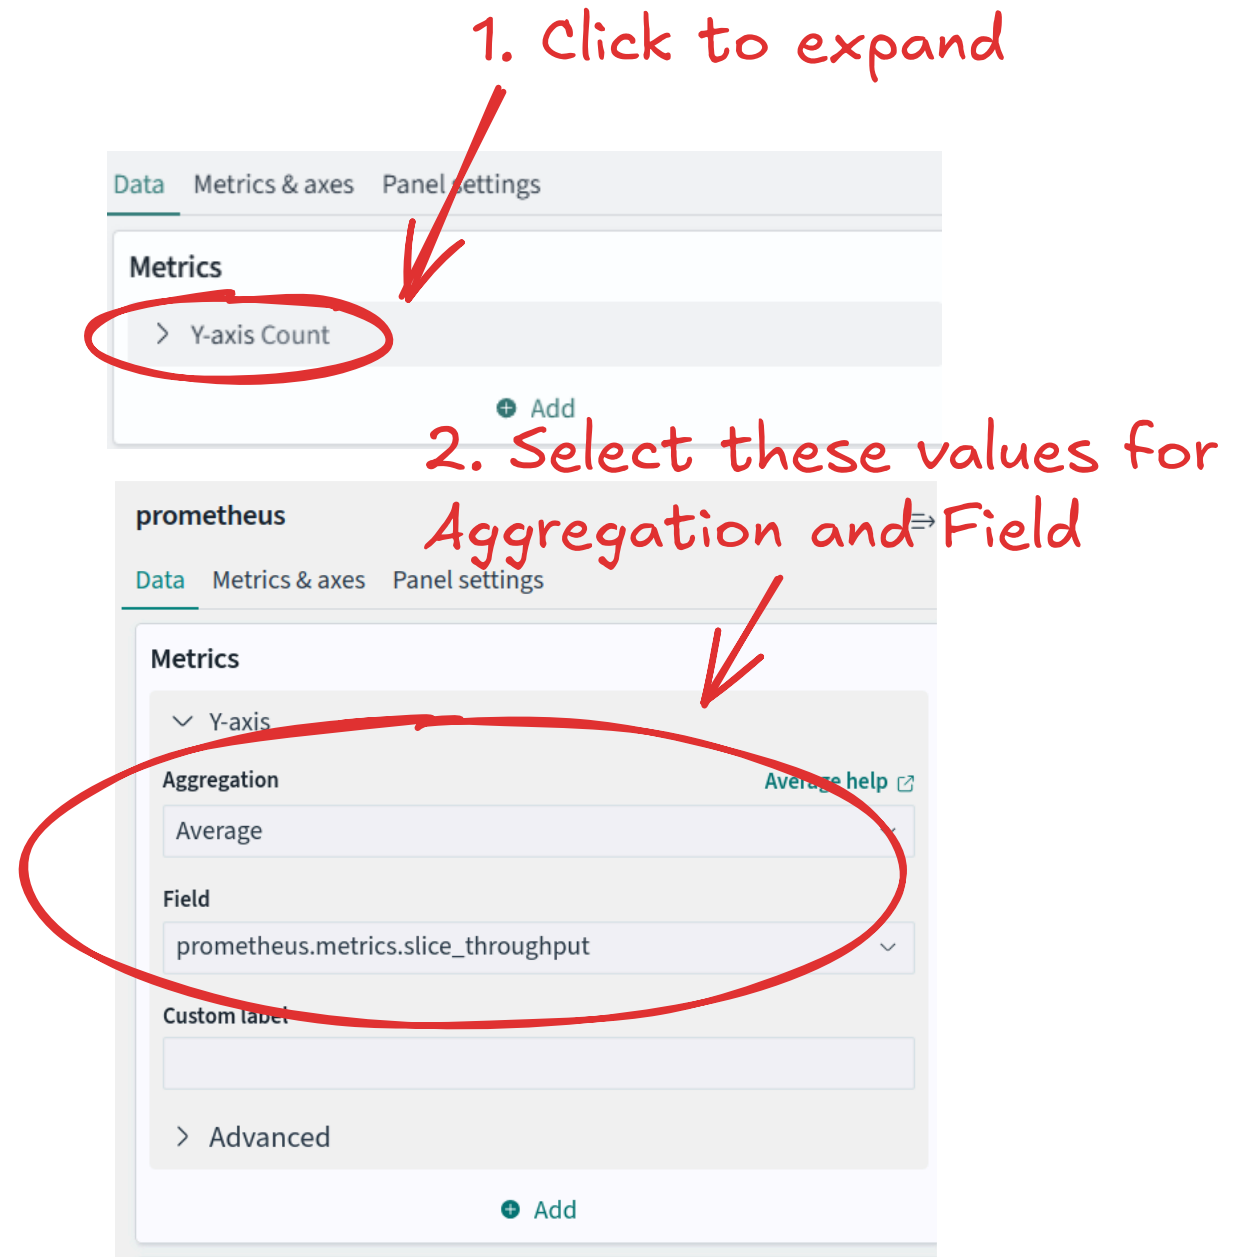 1. Click to expand
Data Metrics & axes Panel settings
Metrics
Y-axis Count
Add
2. Select these values for
Aggregation and Field
prometheus
Data Metrics & axes Panel settings
Metrics
Y-axis
Aggregation Average help
Average
Field
prometheus.metrics.slice_throughput
Custom label
Advanced
Add